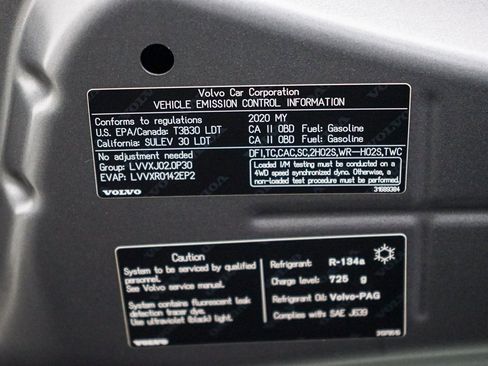 Volvo Car Corporation
VEHICLE EMISSION CONTROL INFORMATION
Conforms to regulations 2020 MY
U.S. EPA/Canada: T3B30 LDT CA II OBD Fuel: Gasoline
California: SULEV 30 LDT CA II OBD Fuel: Gasoline
No adjustment needed DFI,TC,CAC,SC,2HO2S,WR-HO2S,TWC
Group: LVVXJ02.0P30
EVAP: LVVXR0142EP2
Loaded I/M testing must be conducted on a
4WD speed synchronized dyno. Otherwise, a
non-loaded test procedure must be performed.
VOLVO 31689384
Caution
System to be serviced by qualified
personnel.
See Volvo service manual.
System contains fluorescent leak
detection tracer dye.
Use ultraviolet (black) light.
VOLVO
Refrigerant: R-134a
Charge level: 725 g
Refrigerant Oil: Volvo-PAG
Complies with: SAE J639